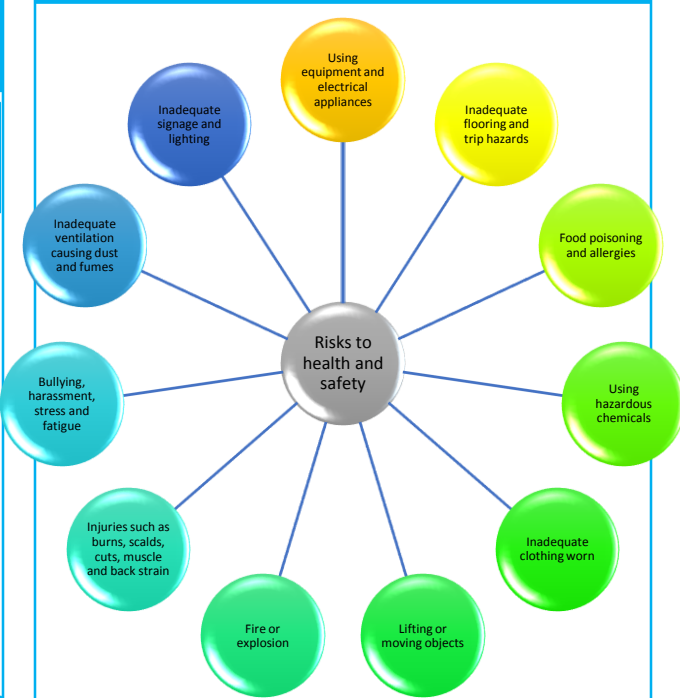 Using
equipment and
electrical
appliances
Inadequate
flooring and
trip hazards
Food poisoning
and allergies
Using
hazardous
chemicals
Inadequate
clothing worn
Lifting or
moving objects
Fire or
explosion
Injuries such as
burns, scalds,
cuts, muscle
and back strain
Bullying,
harassment,
stress and
fatigue
Inadequate
ventilation
causing dust
and fumes
Inadequate
signage and
lighting
Risks to
health and
safety